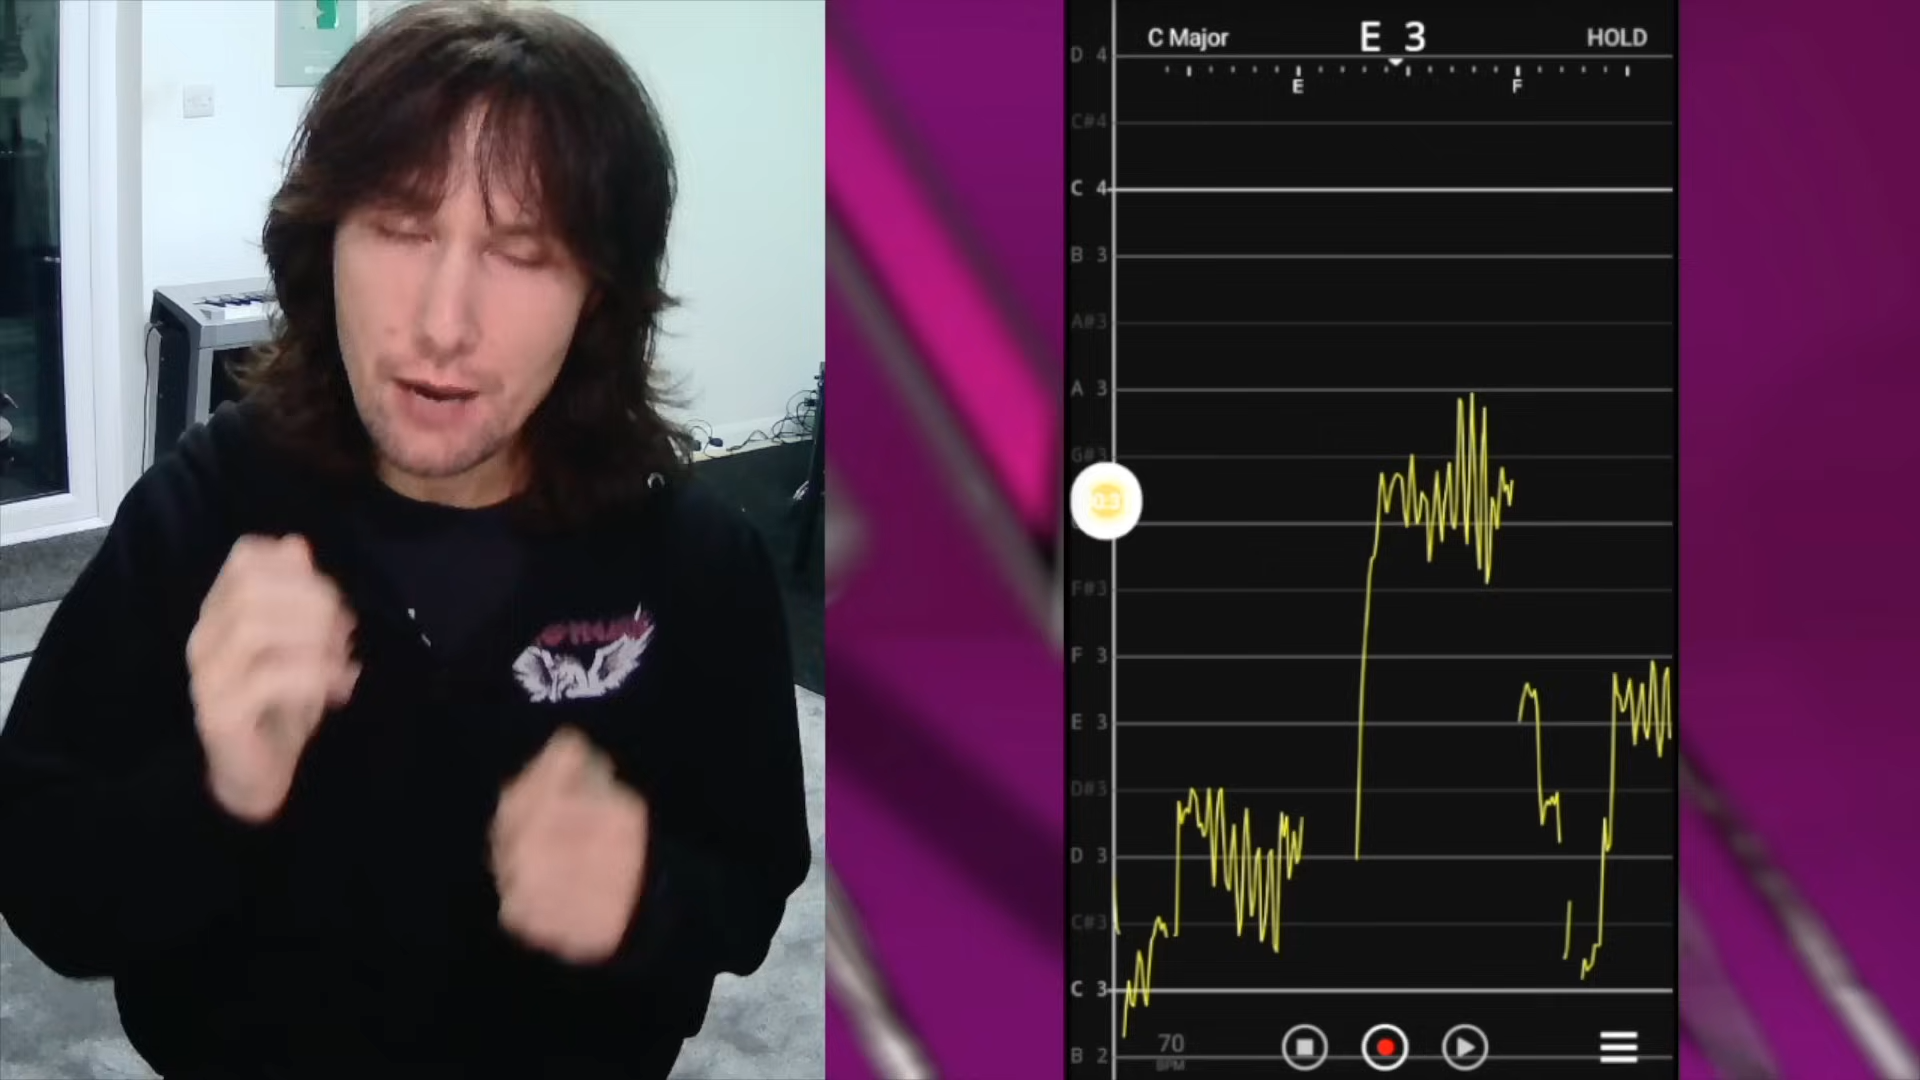 C Major E 3 HOLD
E F
D 4
C#4
C 4
B 3
A#3
A 3
G#3
F#3
F 3
E 3
D#3
D 3
C#3
C 3
B 2
70
BPM